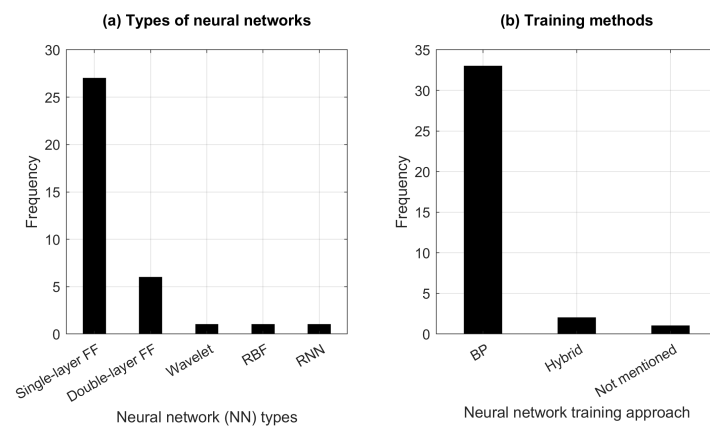 (a) Types of neural networks
30
25
20
15
10
5
0
Frequency
Single-layer FF
Double-layer FF
Wavelet
RBF
RNN
Neural network (NN) types
(b) Training methods
35
30
25
20
15
10
5
0
Frequency
BP
Hybrid
Not mentioned
Neural network training approach